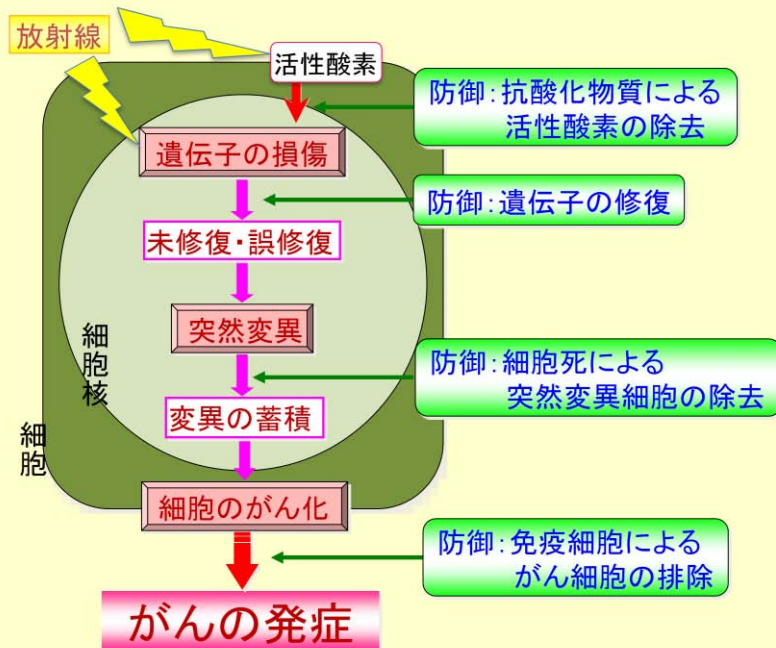 放射線
活性酸素
防御：抗酸化物質による
活性酸素の除去
遺伝子の損傷
防御：遺伝子の修復
未修復・誤修復
突然変異
細胞核
防御：細胞死による
突然変異細胞の除去
変異の蓄積
細胞
細胞のがん化
防御：免疫細胞による
がん細胞の排除
がんの発症